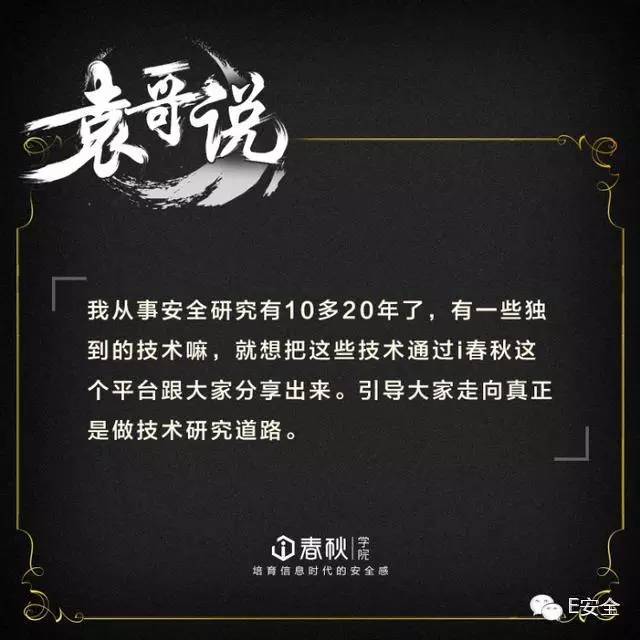 袁哥说
我从事安全研究有10多20年了，有一些独
到的技术嘛，就想把这些技术通过i春秋这
个平台跟大家分享出来。引导大家走向真正
是做技术研究道路。
i春秋学院
培育信息时代的安全感
E安全